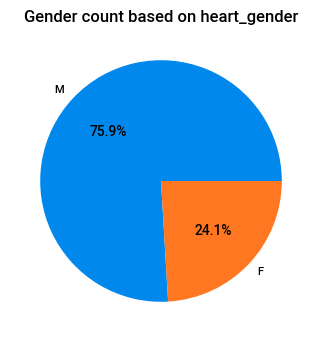 Gender count based on heart_gender
M
75.9%
24.1%
F